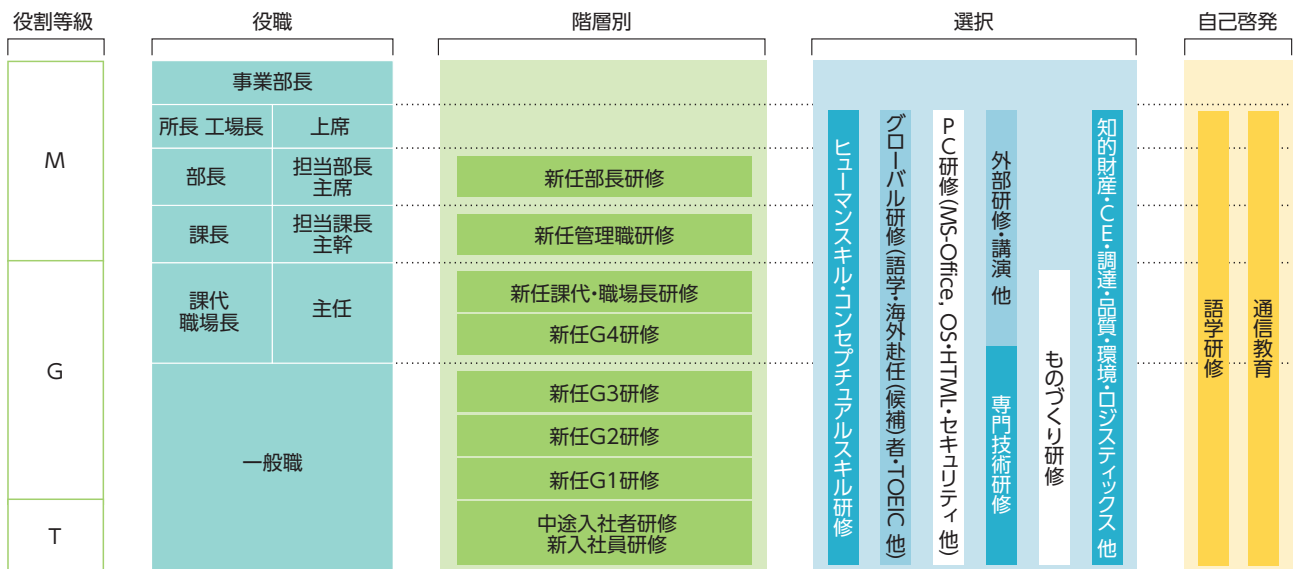 役割等級
役職
階層別
選択
自己啓発
M
G
T
事業部長
所長 工場長
上席
部長
担当部長
主席
課長
担当課長
主幹
課代
職場長
主任
一般職
新任部長研修
新任管理職研修
新任課代・職場長研修
新任G4研修
新任G3研修
新任G2研修
新任G1研修
中途入社者研修
新入社員研修
ヒューマンスキル・コンセプチュアルスキル研修
グローバル研修(語学・海外赴任(候補)者・TOEIC 他)
PC研修(MS-Office, OS・HTML・セキュリティ 他)
外部研修・講演 他
専門技術研修
ものづくり研修
知的財産・CE・調達・品質・環境・ロジスティックス 他
語学研修
通信教育